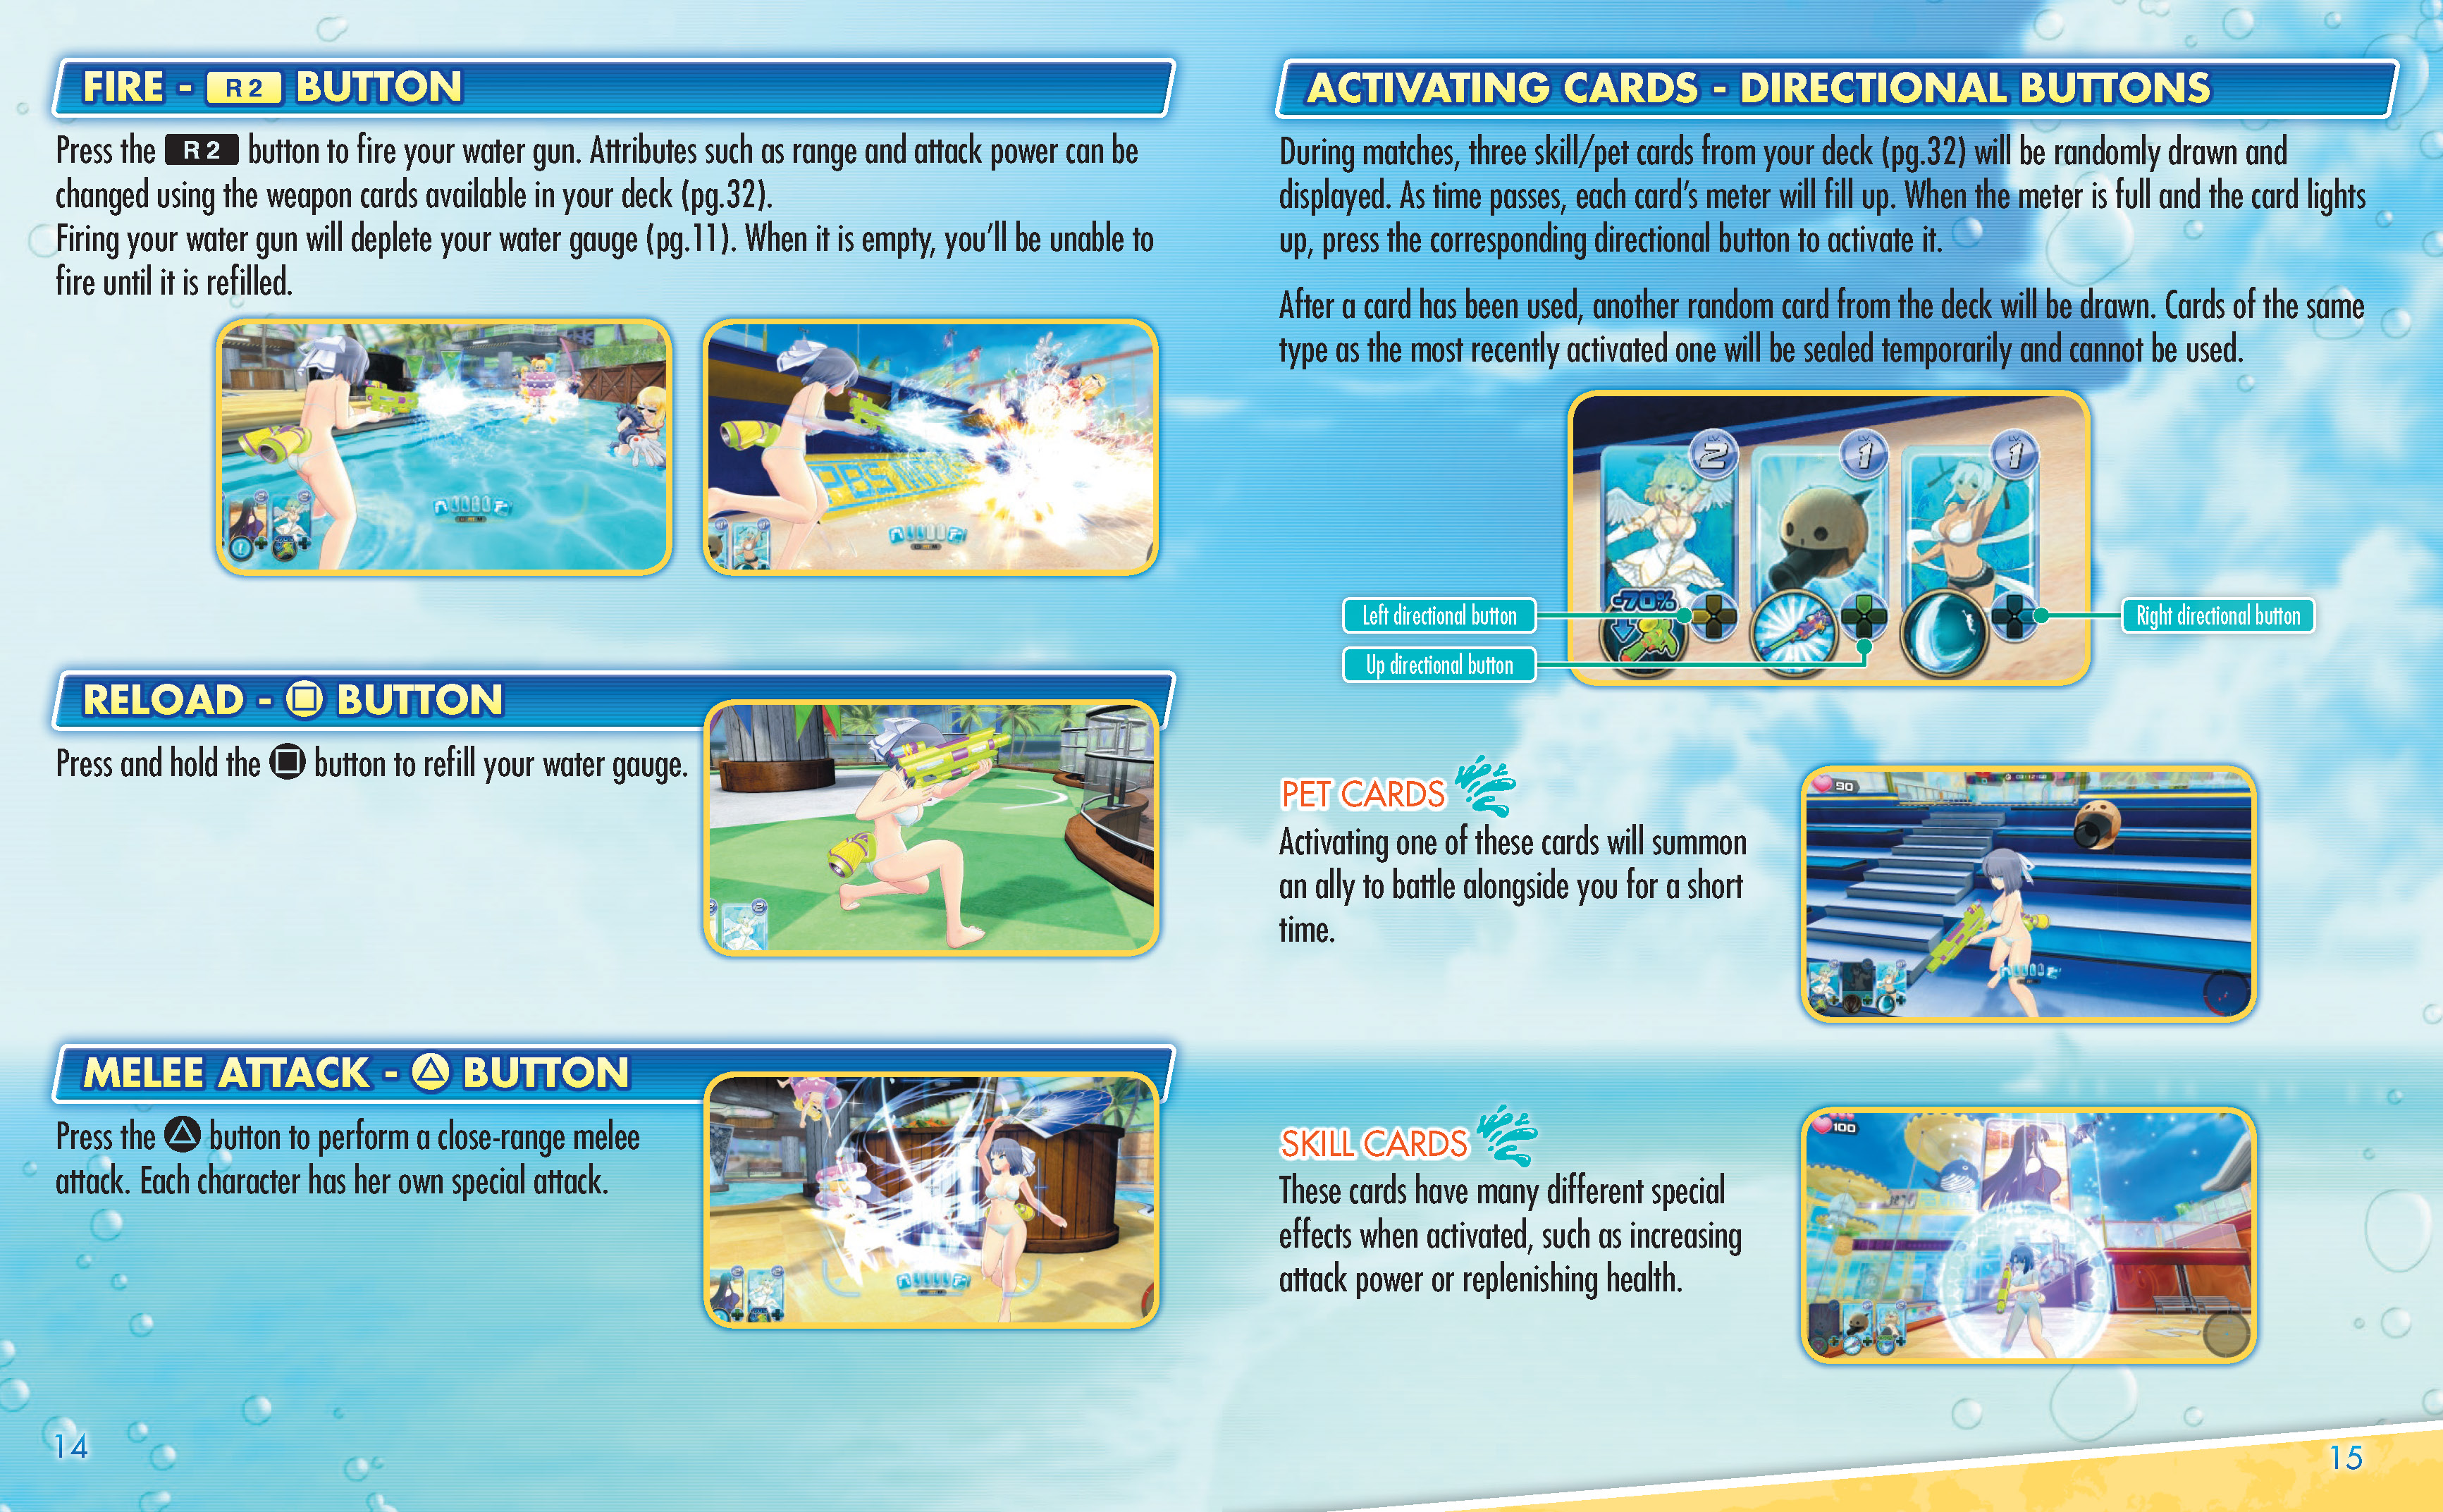 FIRE - R2 BUTTON
Press the R2 button to fire your water gun. Attributes such as range and attack power can be
changed using the weapon cards available in your deck (pg.32).
Firing your water gun will deplete your water gauge (pg.11). When it is empty, you'll be unable to
fire until it is refilled.
RELOAD - BUTTON
Press and hold the button to refill your water gauge.
MELEE ATTACK - BUTTON
Press the button to perform a close-range melee
attack. Each character has her own special attack.
14
ACTIVATING CARDS - DIRECTIONAL BUTTONS
During matches, three skill/pet cards from your deck (pg.32) will be randomly drawn and
displayed. As time passes, each card's meter will fill up. When the meter is full and the card lights
up, press the corresponding directional button to activate it.
After a card has been used, another random card from the deck will be drawn. Cards of the same
type as the most recently activated one will be sealed temporarily and cannot be used.
LV. 2
LV. 1
LV. 1
-70%
Left directional button
Right directional button
Up directional button
PET CARDS
Activating one of these cards will summon
an ally to battle alongside you for a short
time.
90
SKILL CARDS
These cards have many different special
effects when activated, such as increasing
attack power or replenishing health.
100
15